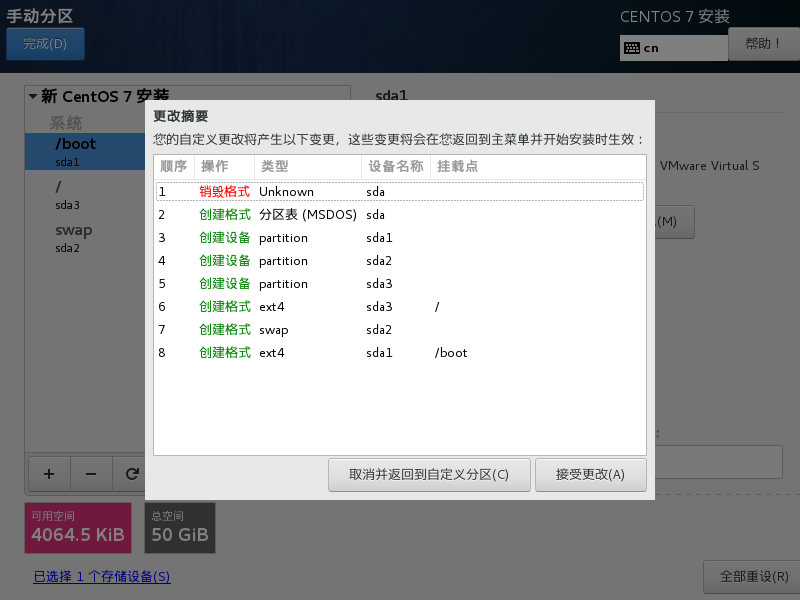 手动分区
CENTOS 7 安装
完成(D)
cn
帮助！
新 CentOS 7 安装
sda1
系统
/boot
sda1
/
sda3
swap
sda2
VMware Virtual S
(M)
更改摘要
您的自定义更改将产生以下变更，这些变更将会在您返回到主菜单并开始安装时生效：
顺序 操作 类型 设备名称 挂载点
1 销毁格式 Unknown sda
2 创建格式 分区表 (MSDOS) sda
3 创建设备 partition sda1
4 创建设备 partition sda2
5 创建设备 partition sda3
6 创建格式 ext4 sda3 /
7 创建格式 swap sda2
8 创建格式 ext4 sda1 /boot
取消并返回到自定义分区(C)
接受更改(A)
可用空间
4064.5 KiB
总空间
50 GiB
已选择 1 个存储设备(S)
全部重设(R)